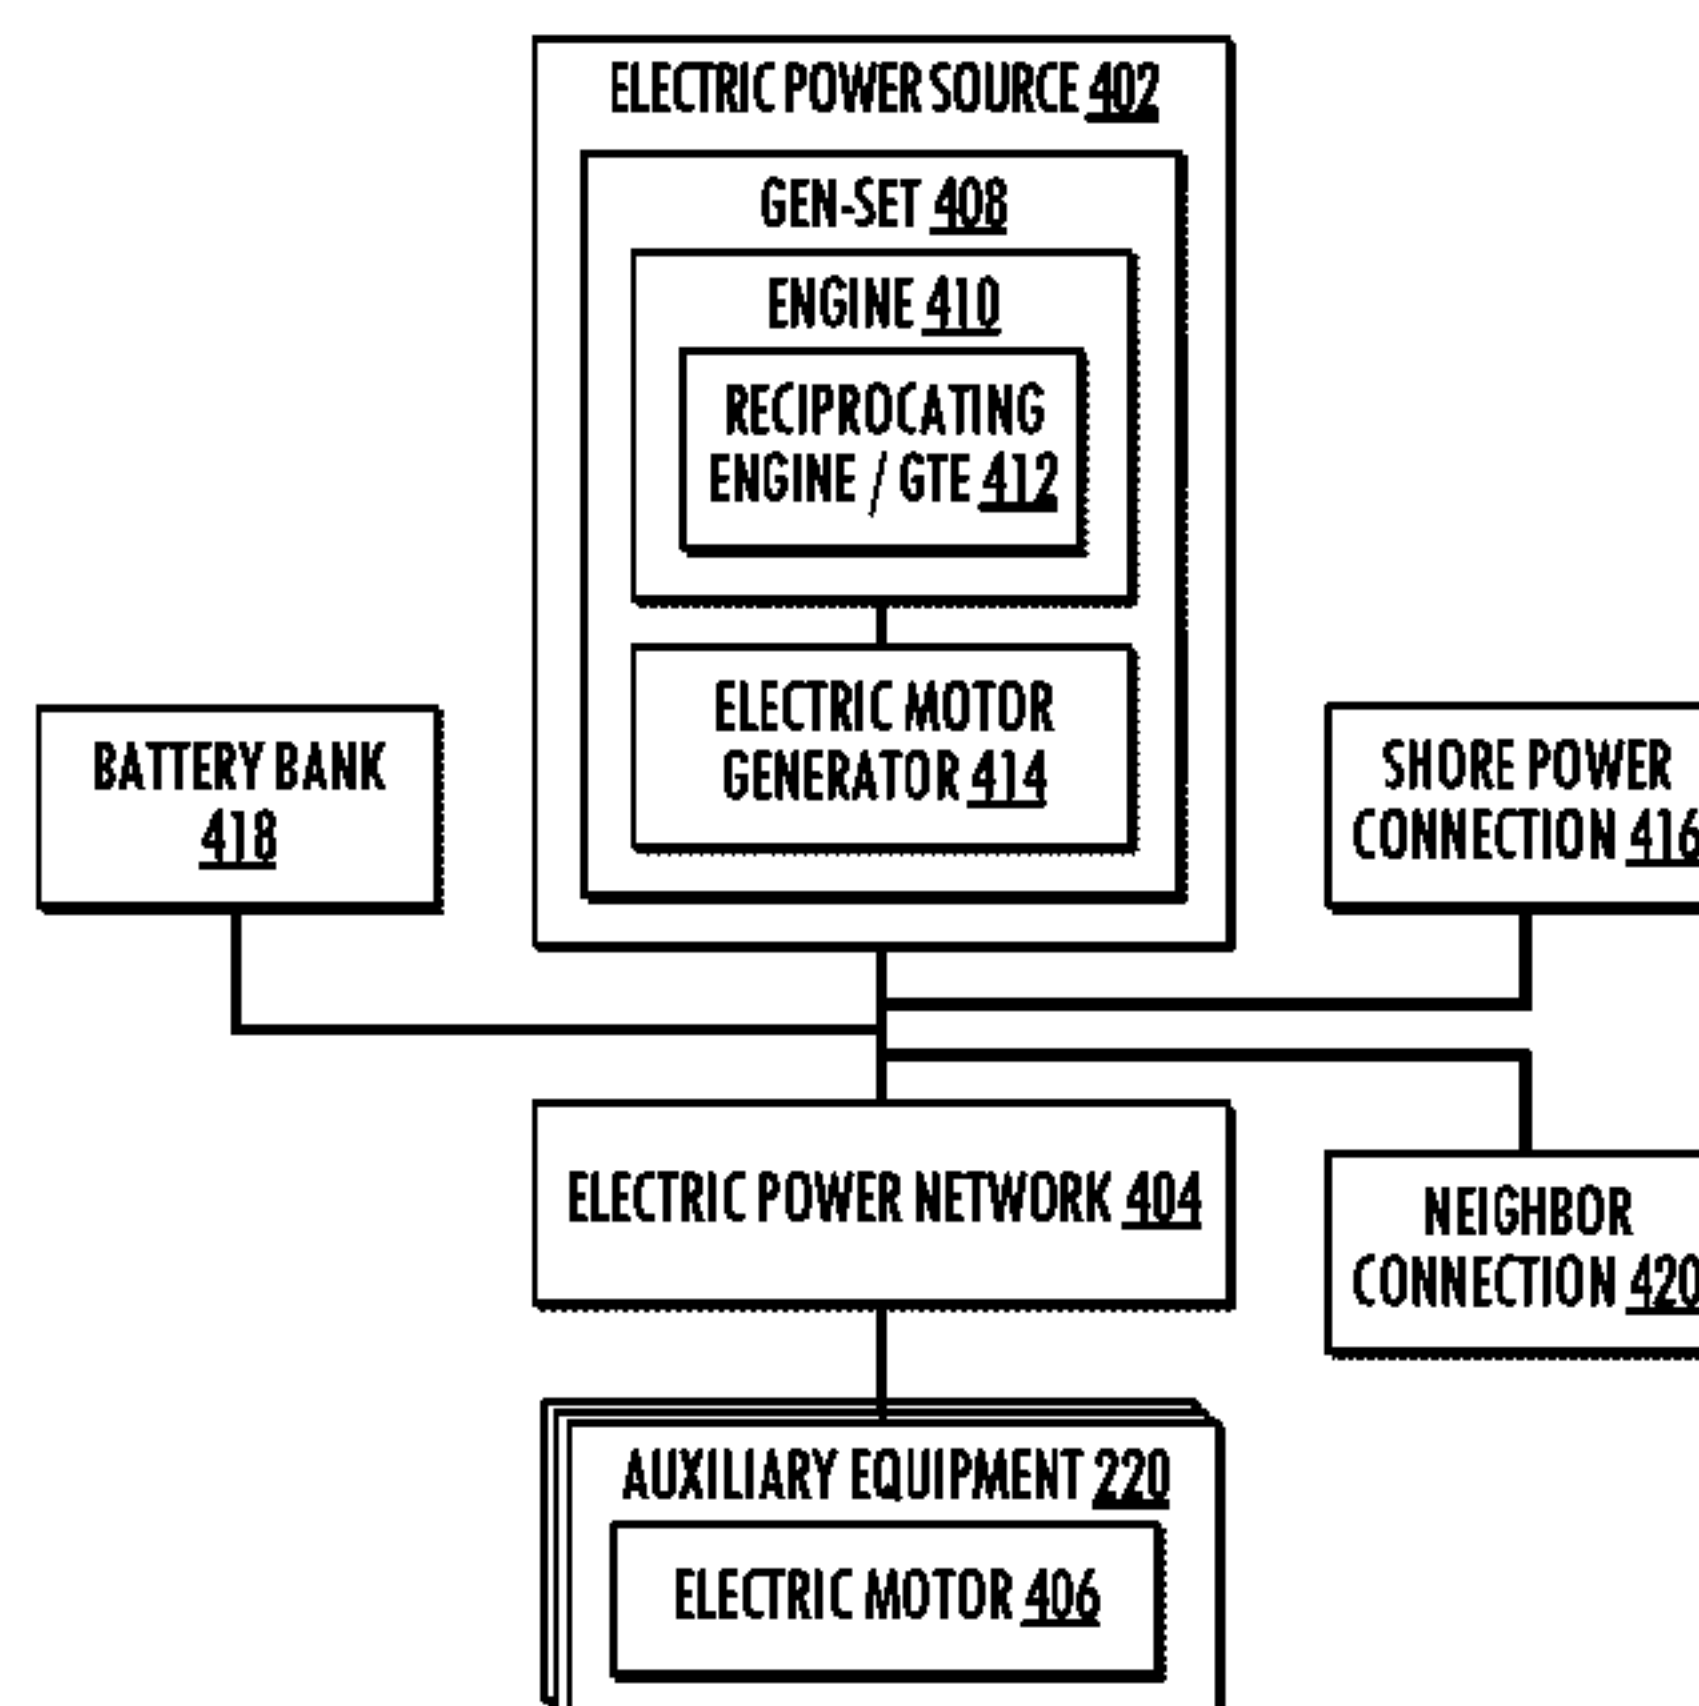 ELECTRIC POWER SOURCE 402
GEN-SET 408
ENGINE 410
RECIPROCATING
ENGINE / GTE 412
ELECTRIC MOTOR
GENERATOR 414
BATTERY BANK
418
SHORE POWER
CONNECTION 416
ELECTRIC POWER NETWORK 404
NEIGHBOR
CONNECTION 420
AUXILIARY EQUIPMENT 220
ELECTRIC MOTOR 406